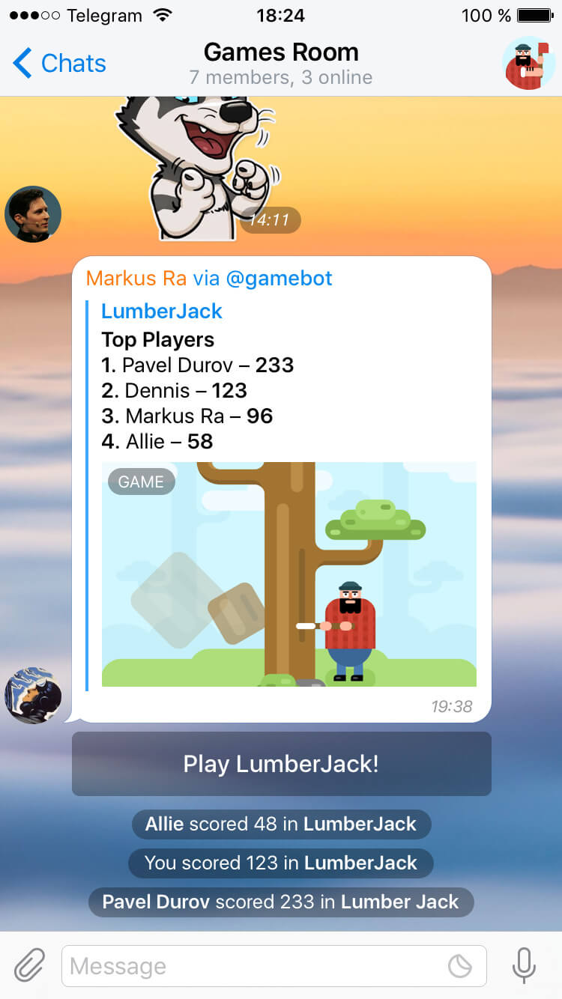 Telegram 18:24 100 %
Chats
Games Room
7 members, 3 online
14:11
Markus Ra via @gamebot
LumberJack
Top Players
1. Pavel Durov – 233
2. Dennis – 123
3. Markus Ra – 96
4. Allie – 58
GAME
19:38
Play LumberJack!
Allie scored 48 in LumberJack
You scored 123 in LumberJack
Pavel Durov scored 233 in Lumber Jack
Message